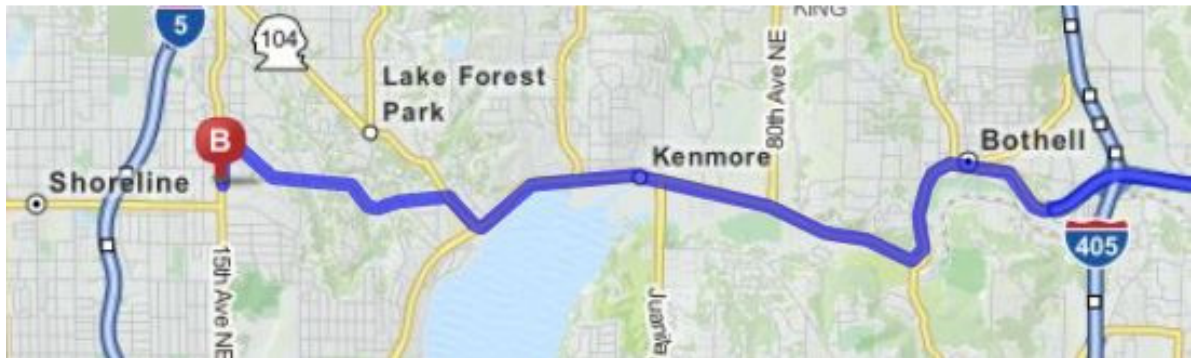 5
KING
104
Lake Forest
Park
80th Ave NE
B
Kenmore
Bothell
Shoreline
15th Ave NE
405
Juanita